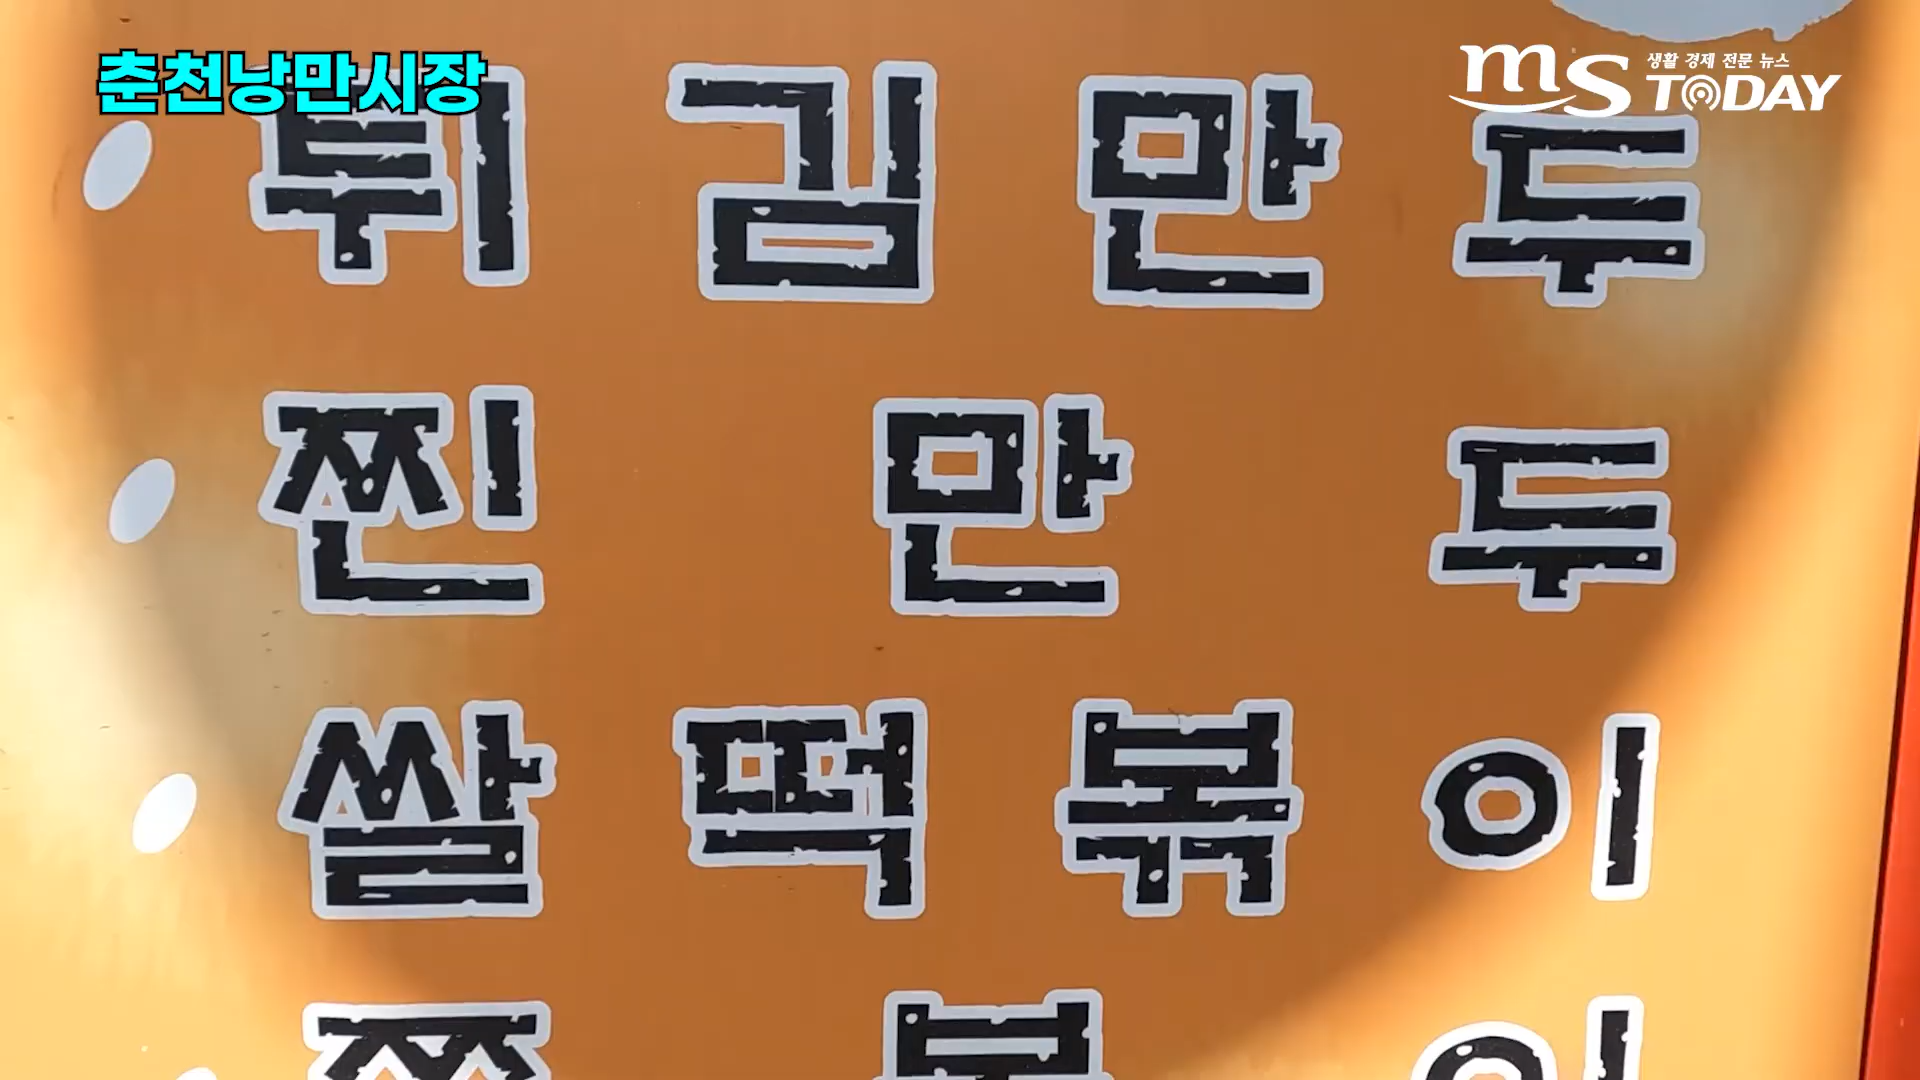 춘천낭만시장
생활 경제 전문 뉴스
ms TODAY
튀김만두
찐만두
쌀떡볶이